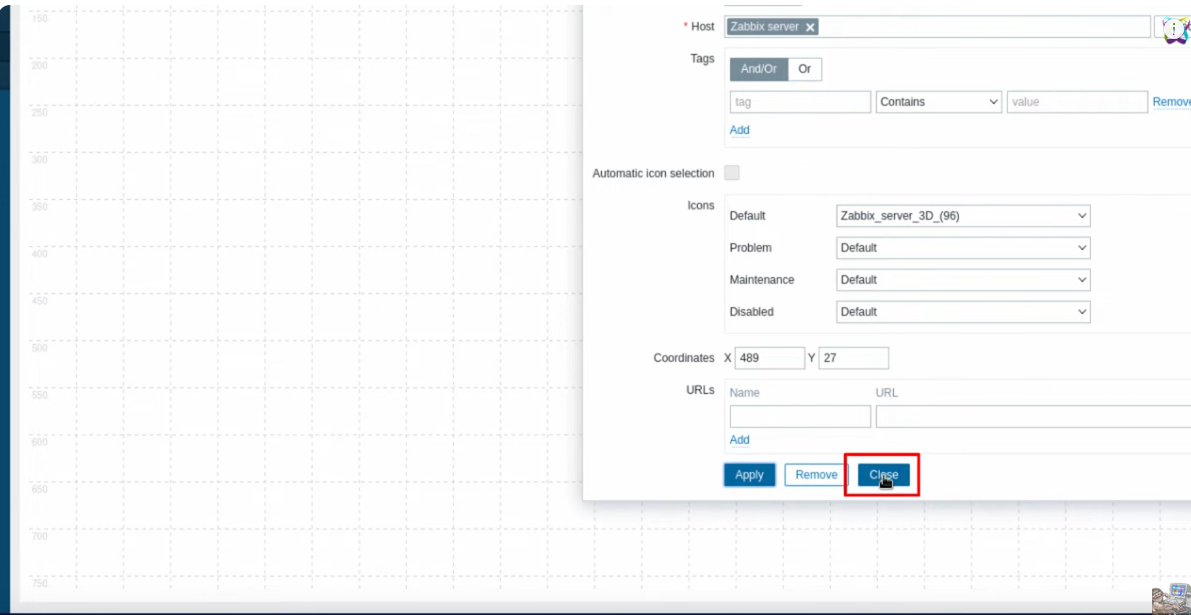 150
* Host Zabbix server
Tags And/Or Or
200
250
tag Contains value Remove
Add
300
Automatic icon selection
350
Icons
Default Zabbix_server_3D_(96)
400
Problem Default
Maintenance Default
450
Disabled Default
500
Coordinates X 489 Y 27
550
URLs Name URL
600
Add
650
Apply Remove Close
700
750